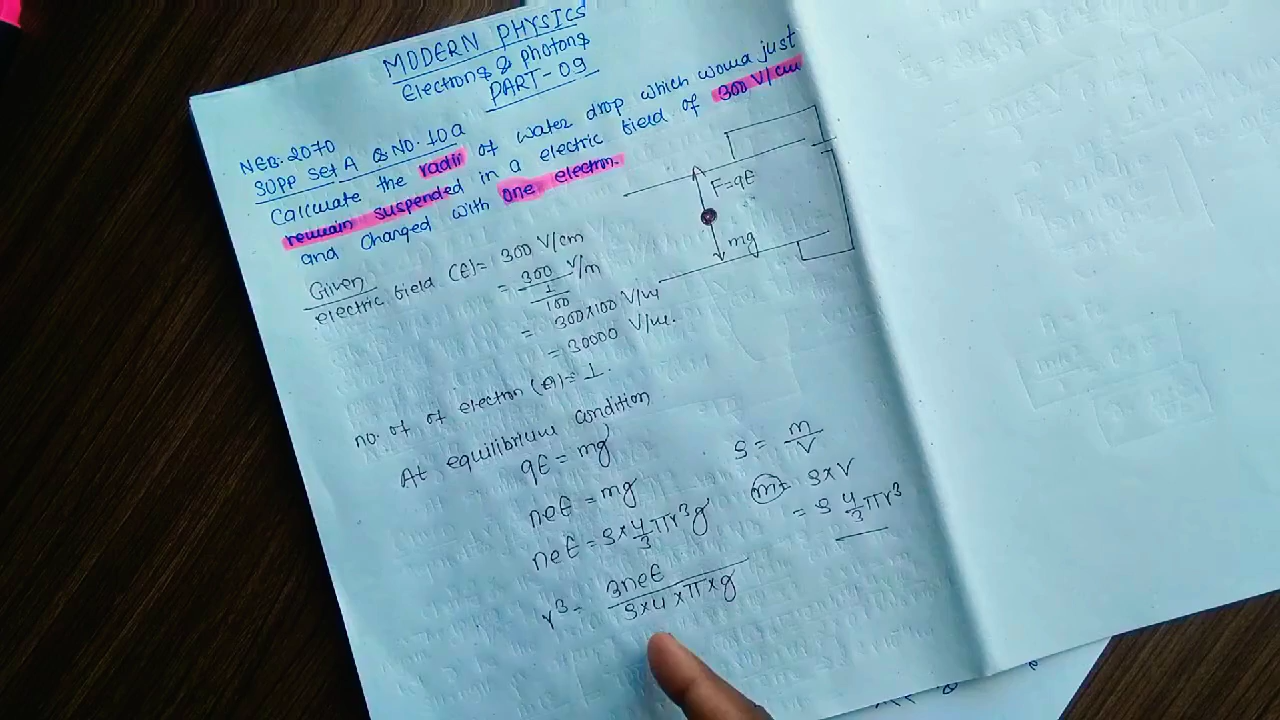 MODERN PHYSICS
Electrons & photons
PART-09
NEB. 2070
SUPP Set A Q.NO. 10a
Calculate the radii of water drop which would just
remain suspended in a electric field of 300 V/cm
and charged with one electron.
Given
electric field (E) = 300 V/cm
= 300 / 1/100 V/m
= 300×100 V/m
= 30000 V/m.
no. of of electron (n) = 1.
At equilibrium condition,
qE = mg
neE = mg
neE = ρ×4/3πr³g
r³ = 3neE / ρ×4×π×g
ρ = m/V
m = ρ×V
= ρ 4/3πr³
F=qE
mg